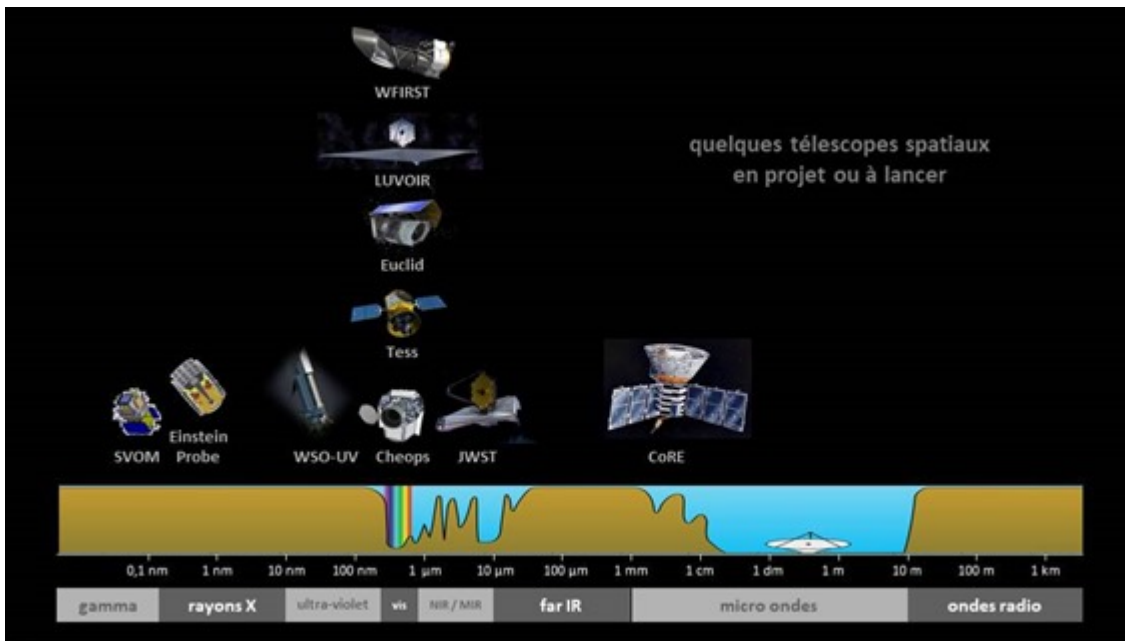 WFIRST
quelques télescopes spatiaux
en projet ou à lancer
LUVOIR
Euclid
Tess
SVOM
Einstein
Probe
WSO-UV
Cheops
JWST
CoRE
0,1 nm 1 nm 10 nm 100 nm 1 µm 10 µm 100 µm 1 mm 1 cm 1 dm 1 m 10 m 100 m 1 km
gamma rayons X ultra-violet vis NIR / MIR far IR micro ondes ondes radio